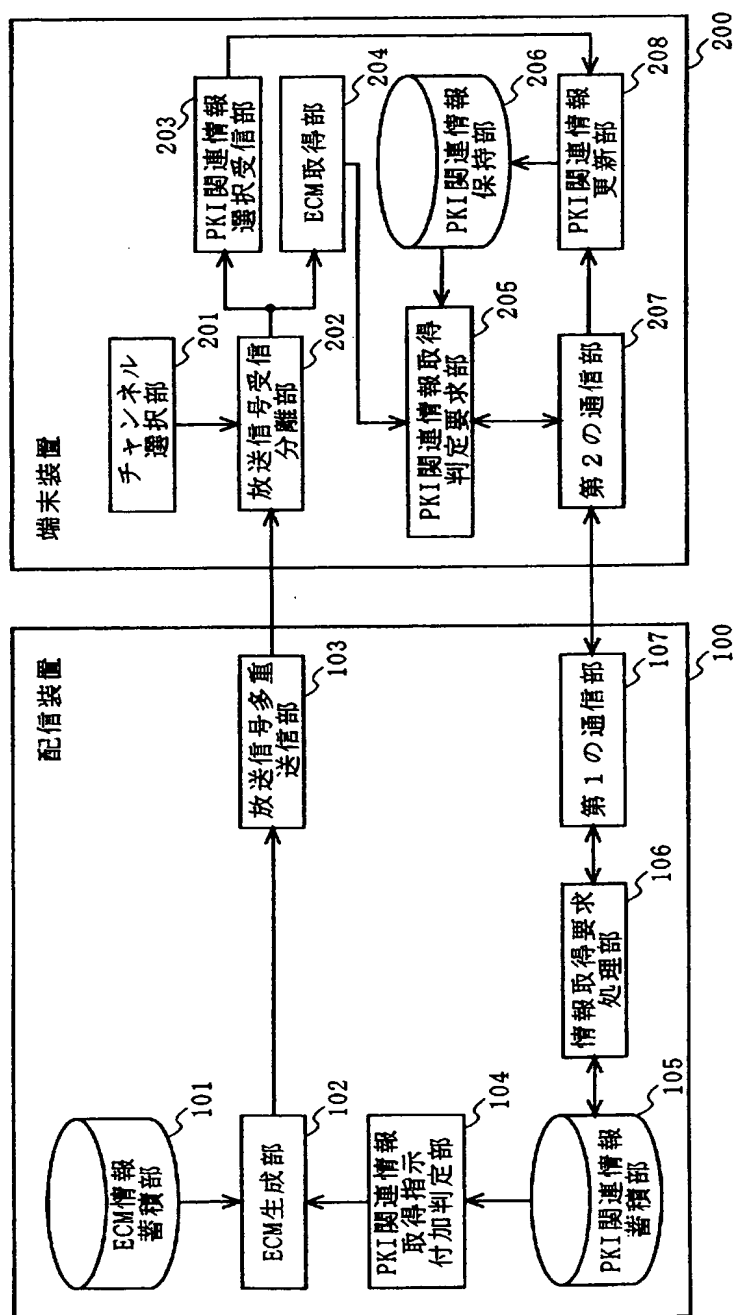 配信装置
ECM情報
蓄積部
101
ECM生成部
102
放送信号多重
送信部
103
PKI関連情報
取得指示
付加判定部
104
PKI関連情報
蓄積部
105
情報取得要求
処理部
106
第1の通信部
107
100
端末装置
チャンネル
選択部
201
放送信号受信
分離部
202
PKI関連情報
選択受信部
203
ECM取得部
204
PKI関連情報取得
判定要求部
205
PKI関連情報
保持部
206
第2の通信部
207
PKI関連情報
更新部
208
200